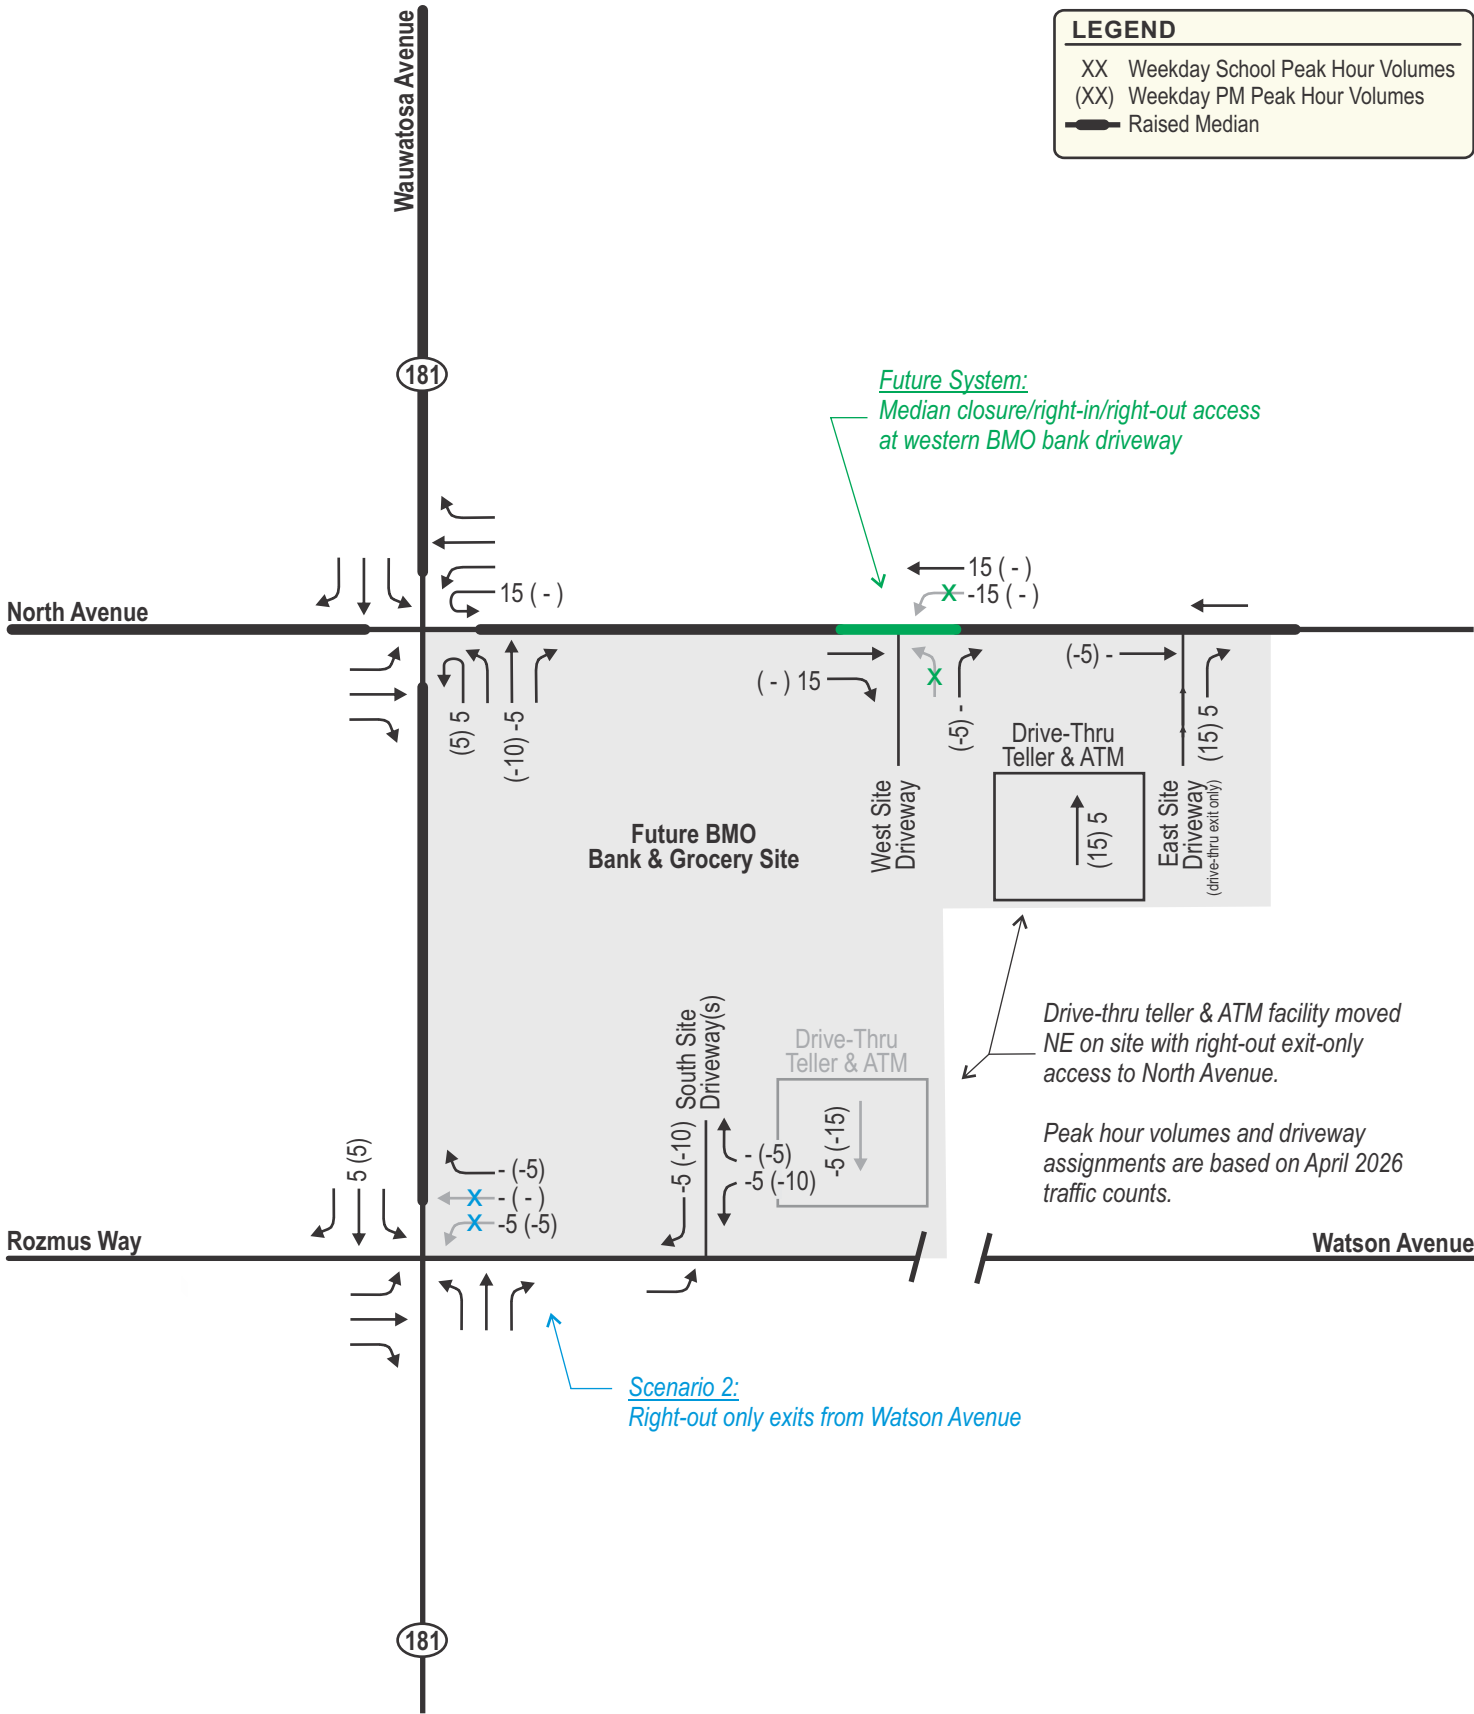 Wauwatosa Avenue
LEGEND
XX Weekday School Peak Hour Volumes
(XX) Weekday PM Peak Hour Volumes
Raised Median
181
Future System:
Median closure/right-in/right-out access
at western BMO bank driveway
15 ( - )
X -15 ( - )
15 ( - )
North Avenue
( - ) 15
X
(-5) -
(-5) -
(15) 5
(5) 5
(-10) -5
Drive-Thru
Teller & ATM
(15) 5
West Site
Driveway
East Site
Driveway
(drive-thru exit only)
Future BMO
Bank & Grocery Site
South Site
Driveway(s)
Drive-Thru
Teller & ATM
-5 (-15)
Drive-thru teller & ATM facility moved
NE on site with right-out exit-only
access to North Avenue.
Peak hour volumes and driveway
assignments are based on April 2026
traffic counts.
5 (5)
- (-5)
X - ( - )
X -5 (-5)
-5 (-10)
- (-5)
-5 (-10)
Rozmus Way
Watson Avenue
Scenario 2:
Right-out only exits from Watson Avenue
181